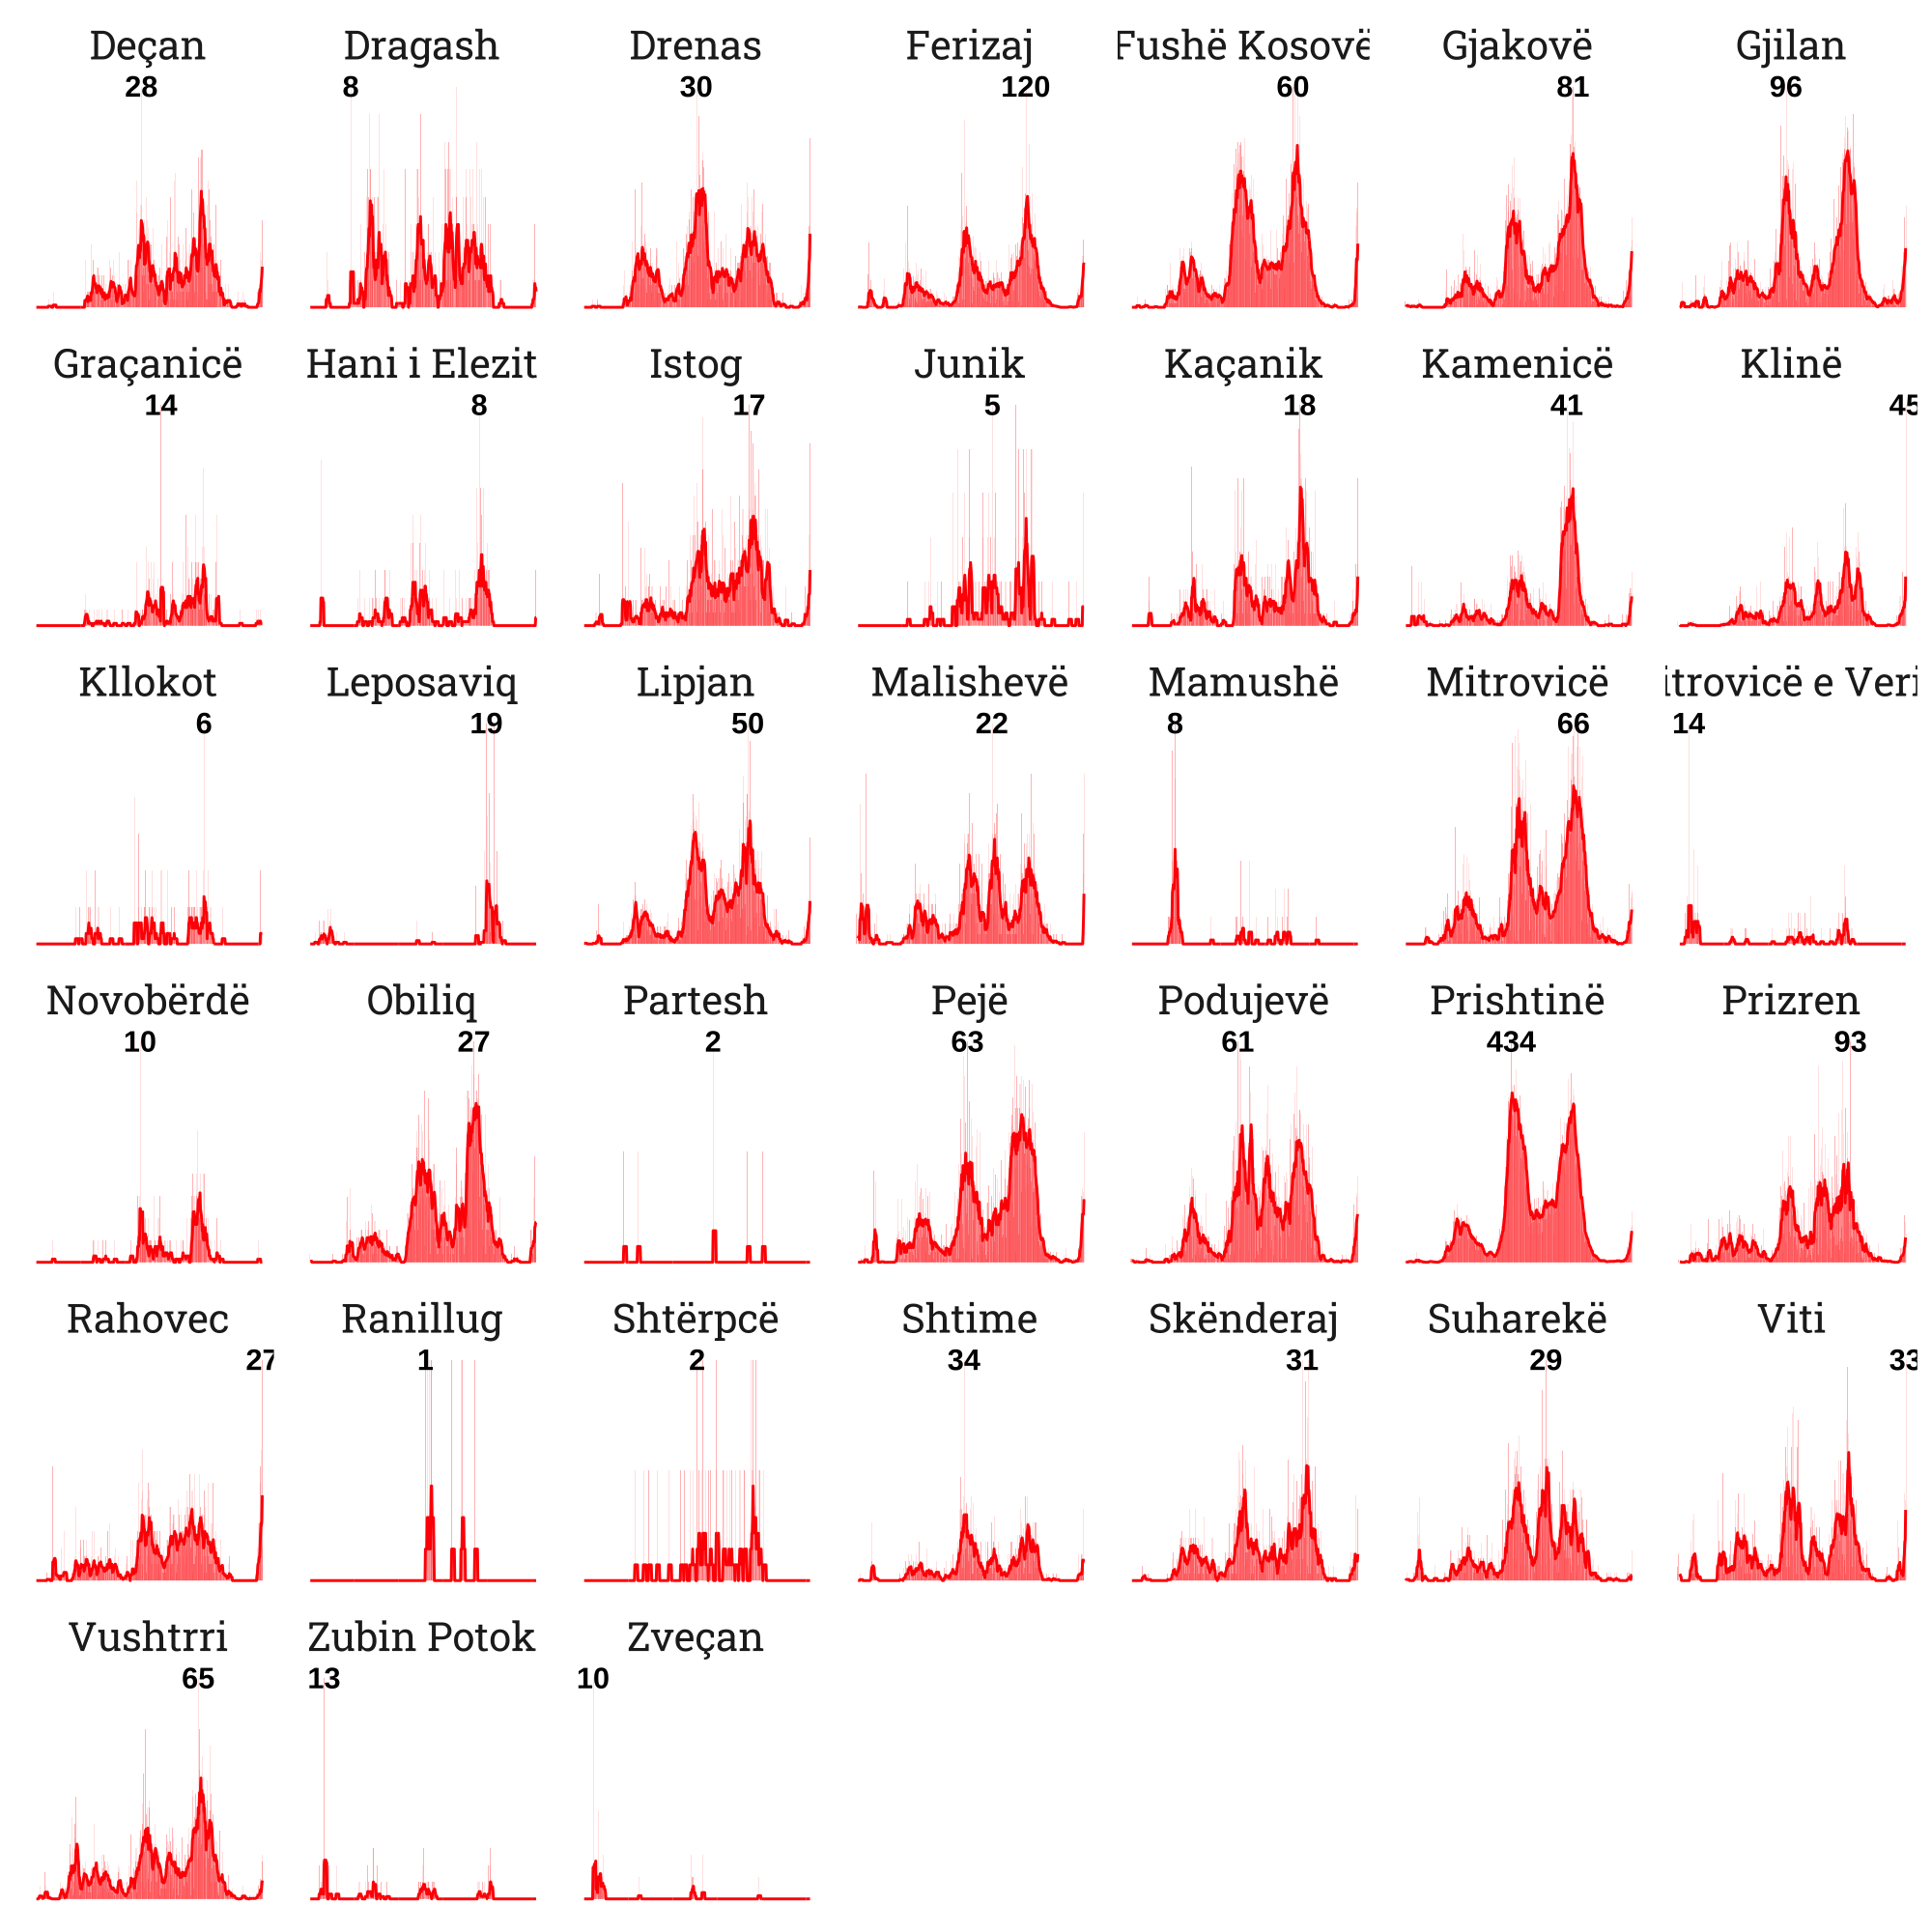 Deçan Dragash Drenas Ferizaj Fushë Kosovë Gjakovë Gjilan
28 8 30 120 60 81 96
Graçanicë Hani i Elezit Istog Junik Kaçanik Kamenicë Klinë
14 8 17 5 18 41 45
Kllokot Leposaviq Lipjan Malishevë Mamushë Mitrovicë itrovicë e Veri
6 19 50 22 8 66 14
Novobërdë Obiliq Partesh Pejë Podujevë Prishtinë Prizren
10 27 2 63 61 434 93
Rahovec Ranillug Shtërpcë Shtime Skënderaj Suharekë Viti
27 1 2 34 31 29 33
Vushtrri Zubin Potok Zveçan
65 13 10